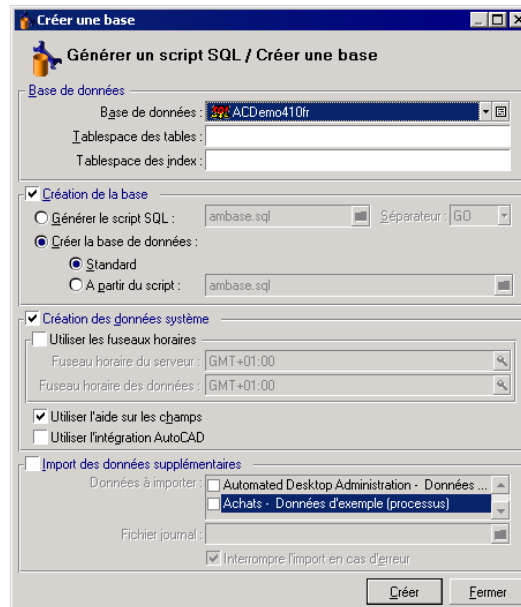 Créer une base
Générer un script SQL / Créer une base
Base de données
Base de données : ACDemo410fr
Tablespace des tables :
Tablespace des index :
Création de la base
Générer le script SQL : ambase.sql Séparateur : GO
Créer la base de données :
Standard
A partir du script : ambase.sql
Création des données système
Utiliser les fuseaux horaires
Fuseau horaire du serveur : GMT+01:00
Fuseau horaire des données : GMT+01:00
Utiliser l'aide sur les champs
Utiliser l'intégration AutoCAD
Import des données supplémentaires
Données à importer : Automated Desktop Administration - Données ...
Achats - Données d'exemple (processus)
Fichier journal :
Interrompre l'import en cas d'erreur
Créer Fermer